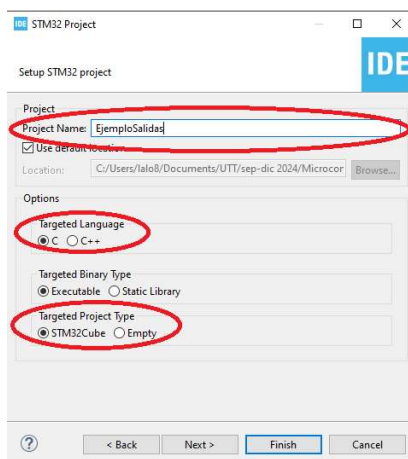 IDE STM32 Project
Setup STM32 project
IDE
Project
Project Name: EjemploSalidas
Use default location
Location: C:/Users/lalo8/Documents/UTT/sep-dic 2024/Microcor Browse...
Options
Targeted Language
C C++
Targeted Binary Type
Executable Static Library
Targeted Project Type
STM32Cube Empty
? < Back Next > Finish Cancel